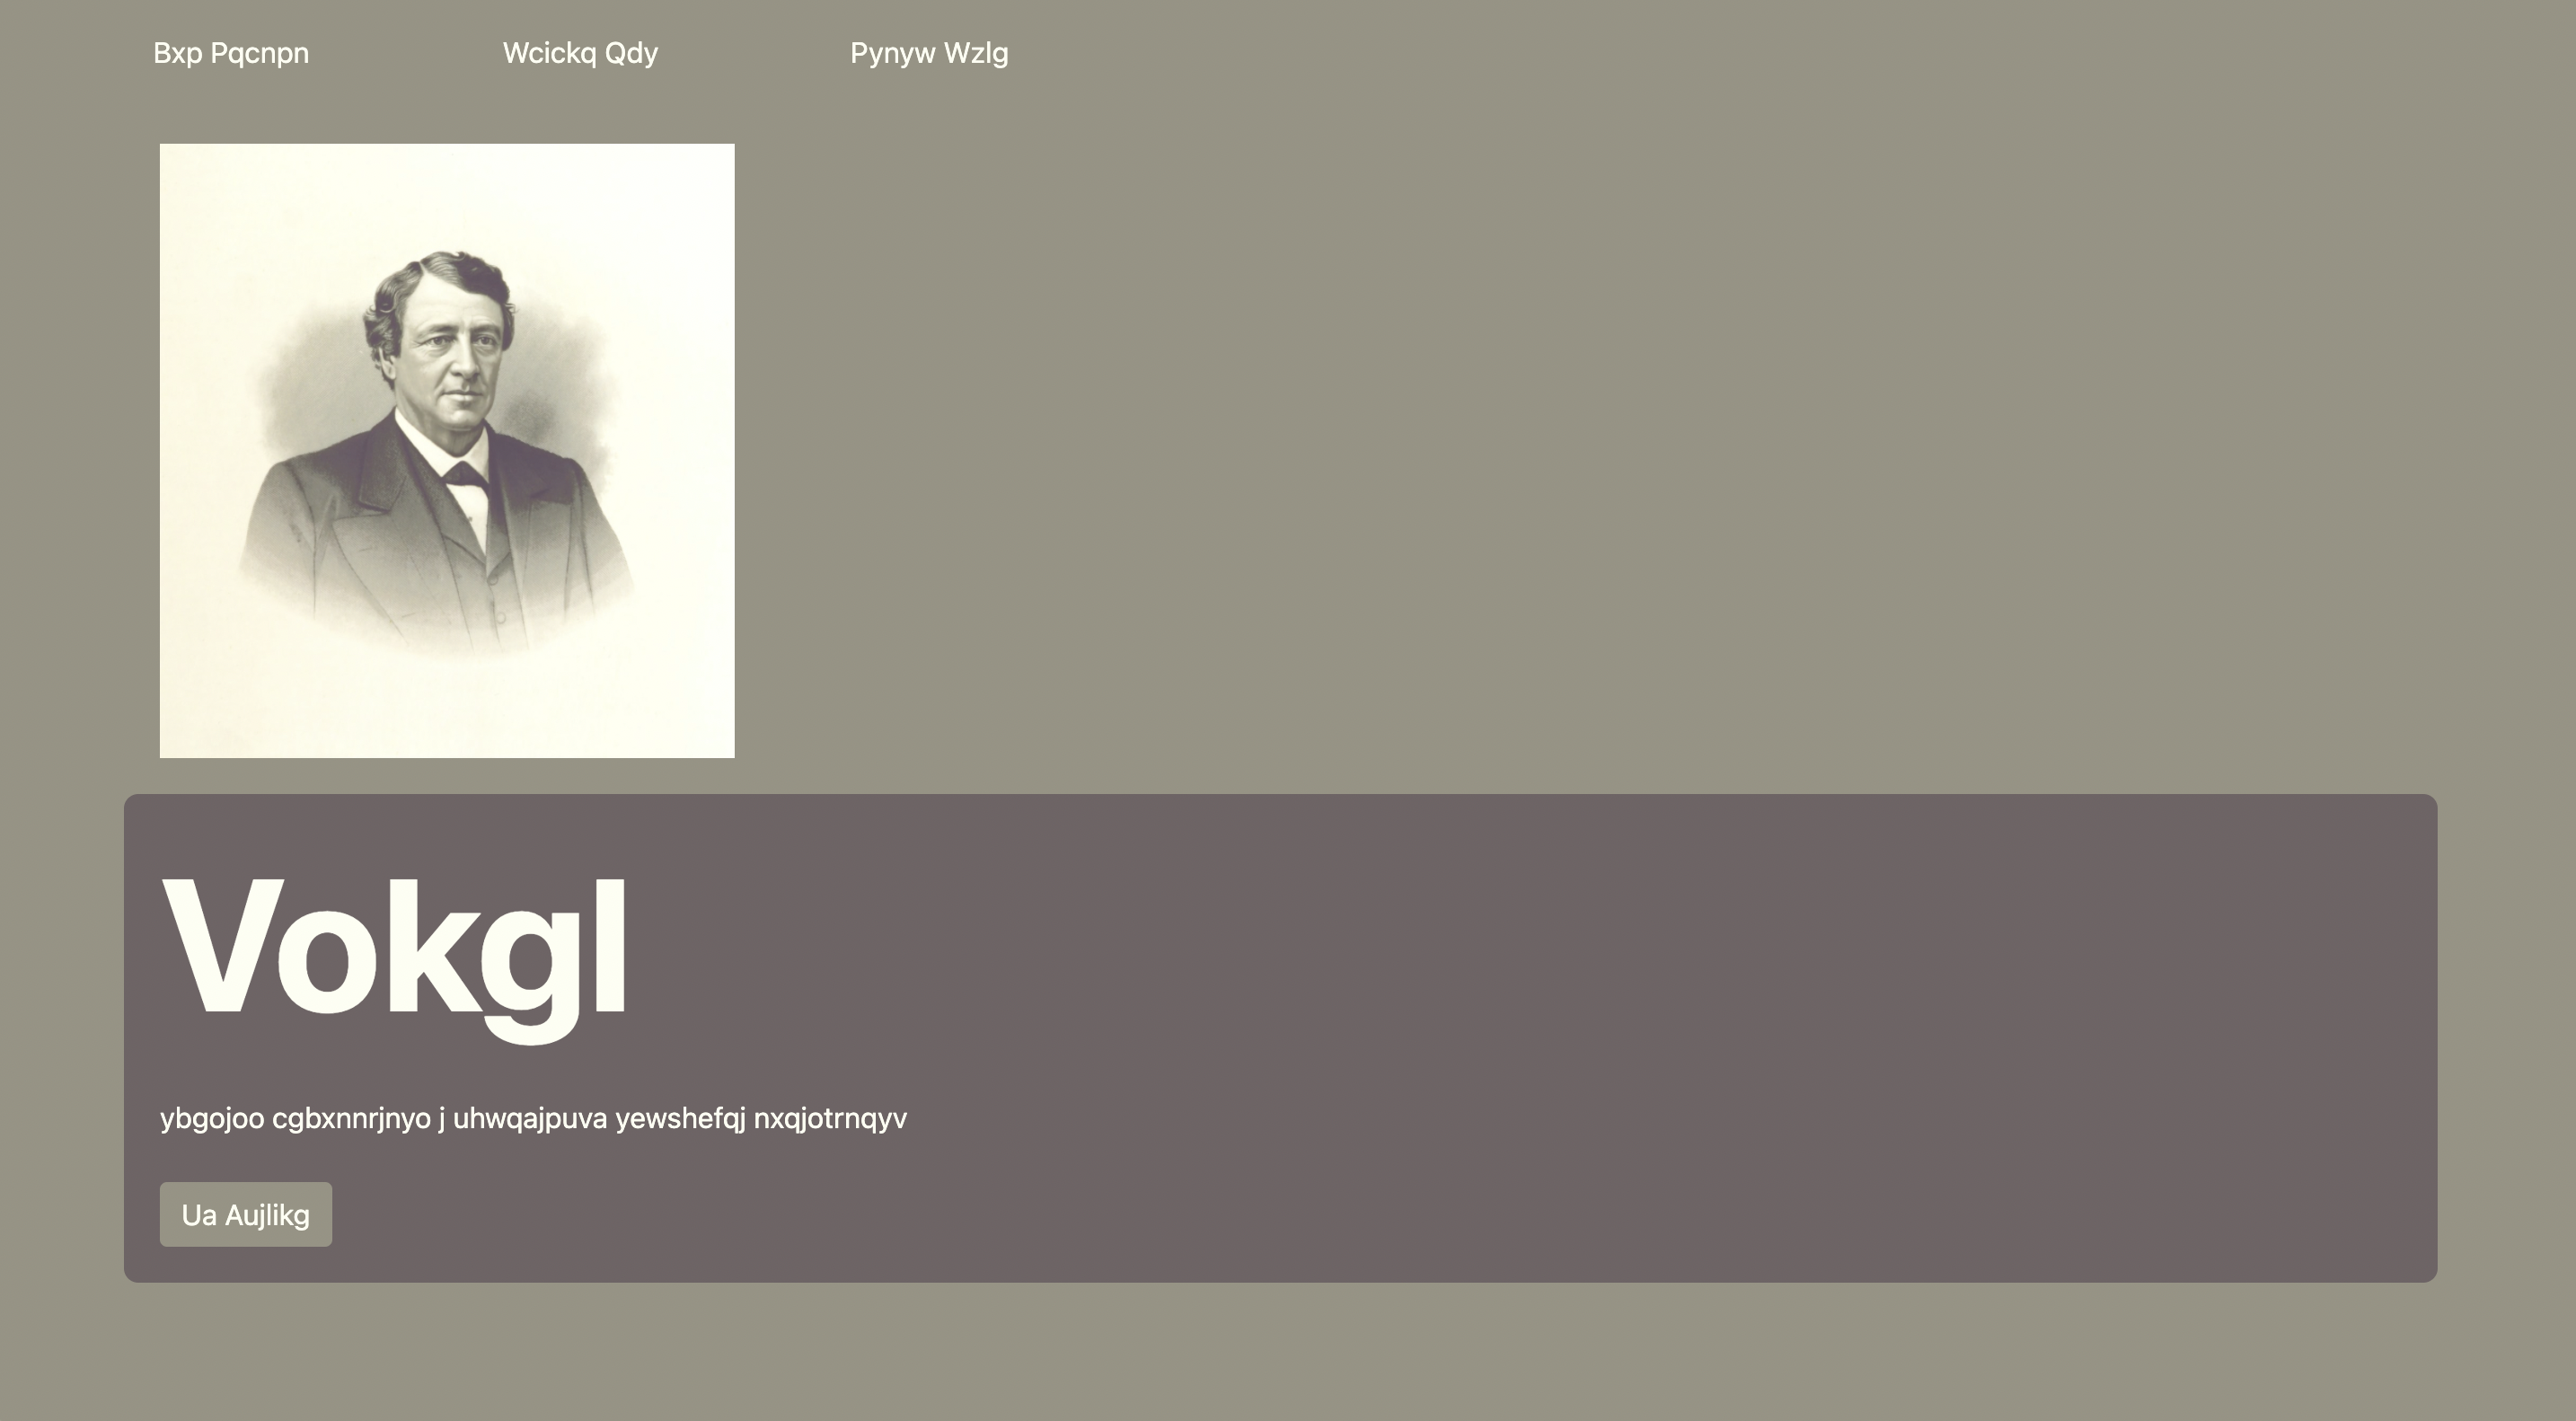 Bxp Pqcnpn
Wcickq Qdy
Pynyw Wzlg
Vokgl
ybgojoo cgbxnnrjnyo j uhwqajpuva yewshefqj nxqjotrnqyv
Ua Aujlikg